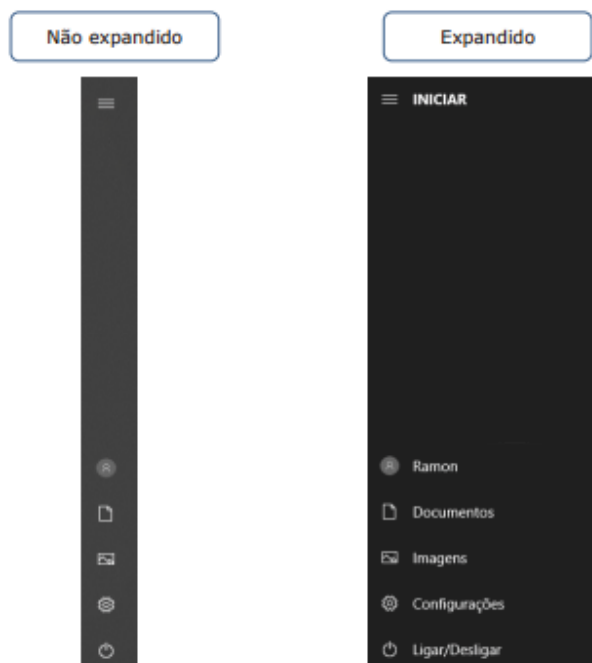 Não expandido
Expandido
INICIAR
Ramon
Documentos
Imagens
Configurações
Ligar/Desligar